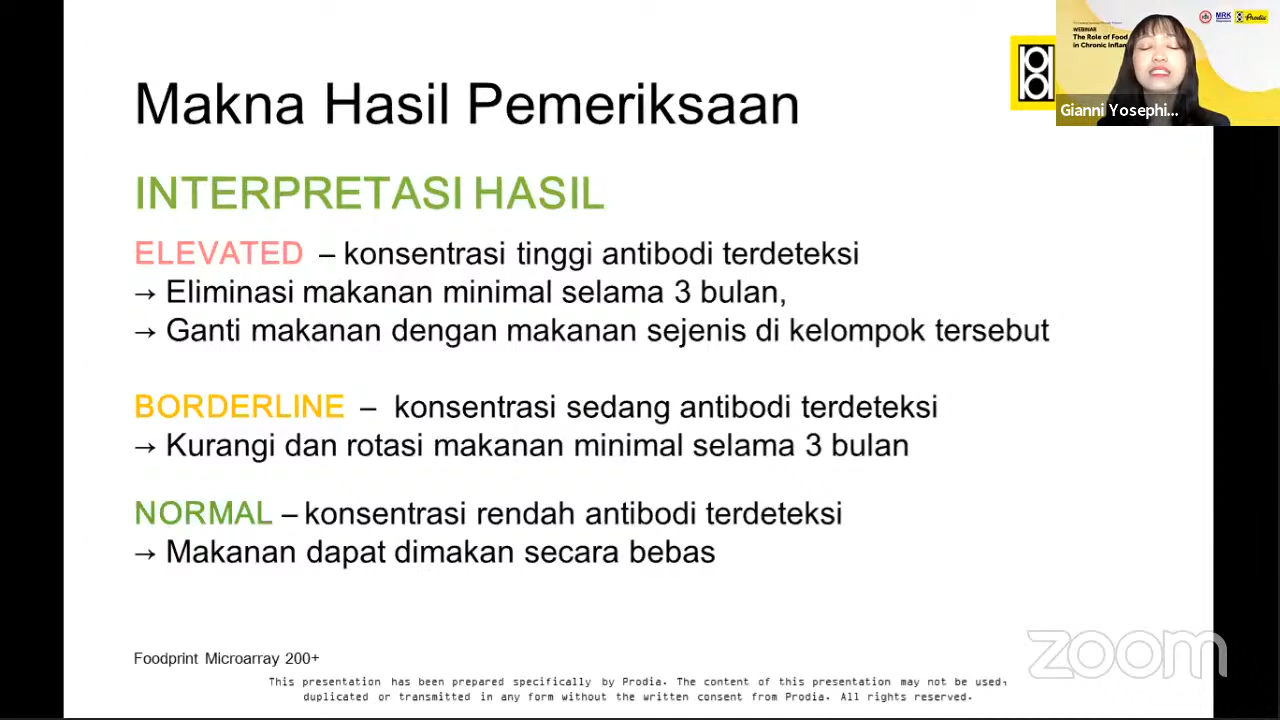 Makna Hasil Pemeriksaan
INTERPRETASI HASIL
ELEVATED – konsentrasi tinggi antibodi terdeteksi
→ Eliminasi makanan minimal selama 3 bulan,
→ Ganti makanan dengan makanan sejenis di kelompok tersebut
BORDERLINE – konsentrasi sedang antibodi terdeteksi
→ Kurangi dan rotasi makanan minimal selama 3 bulan
NORMAL – konsentrasi rendah antibodi terdeteksi
→ Makanan dapat dimakan secara bebas
Foodprint Microarray 200+
This presentation has been prepared specifically by Prodia. The content of this presentation may not be used,
duplicated or transmitted in any form without the written consent from Prodia. All rights reserved.
zoom
MRK
Prodia
WEBINAR
The Role of Food
in Chronic Inflam
Gianni Yosephi...